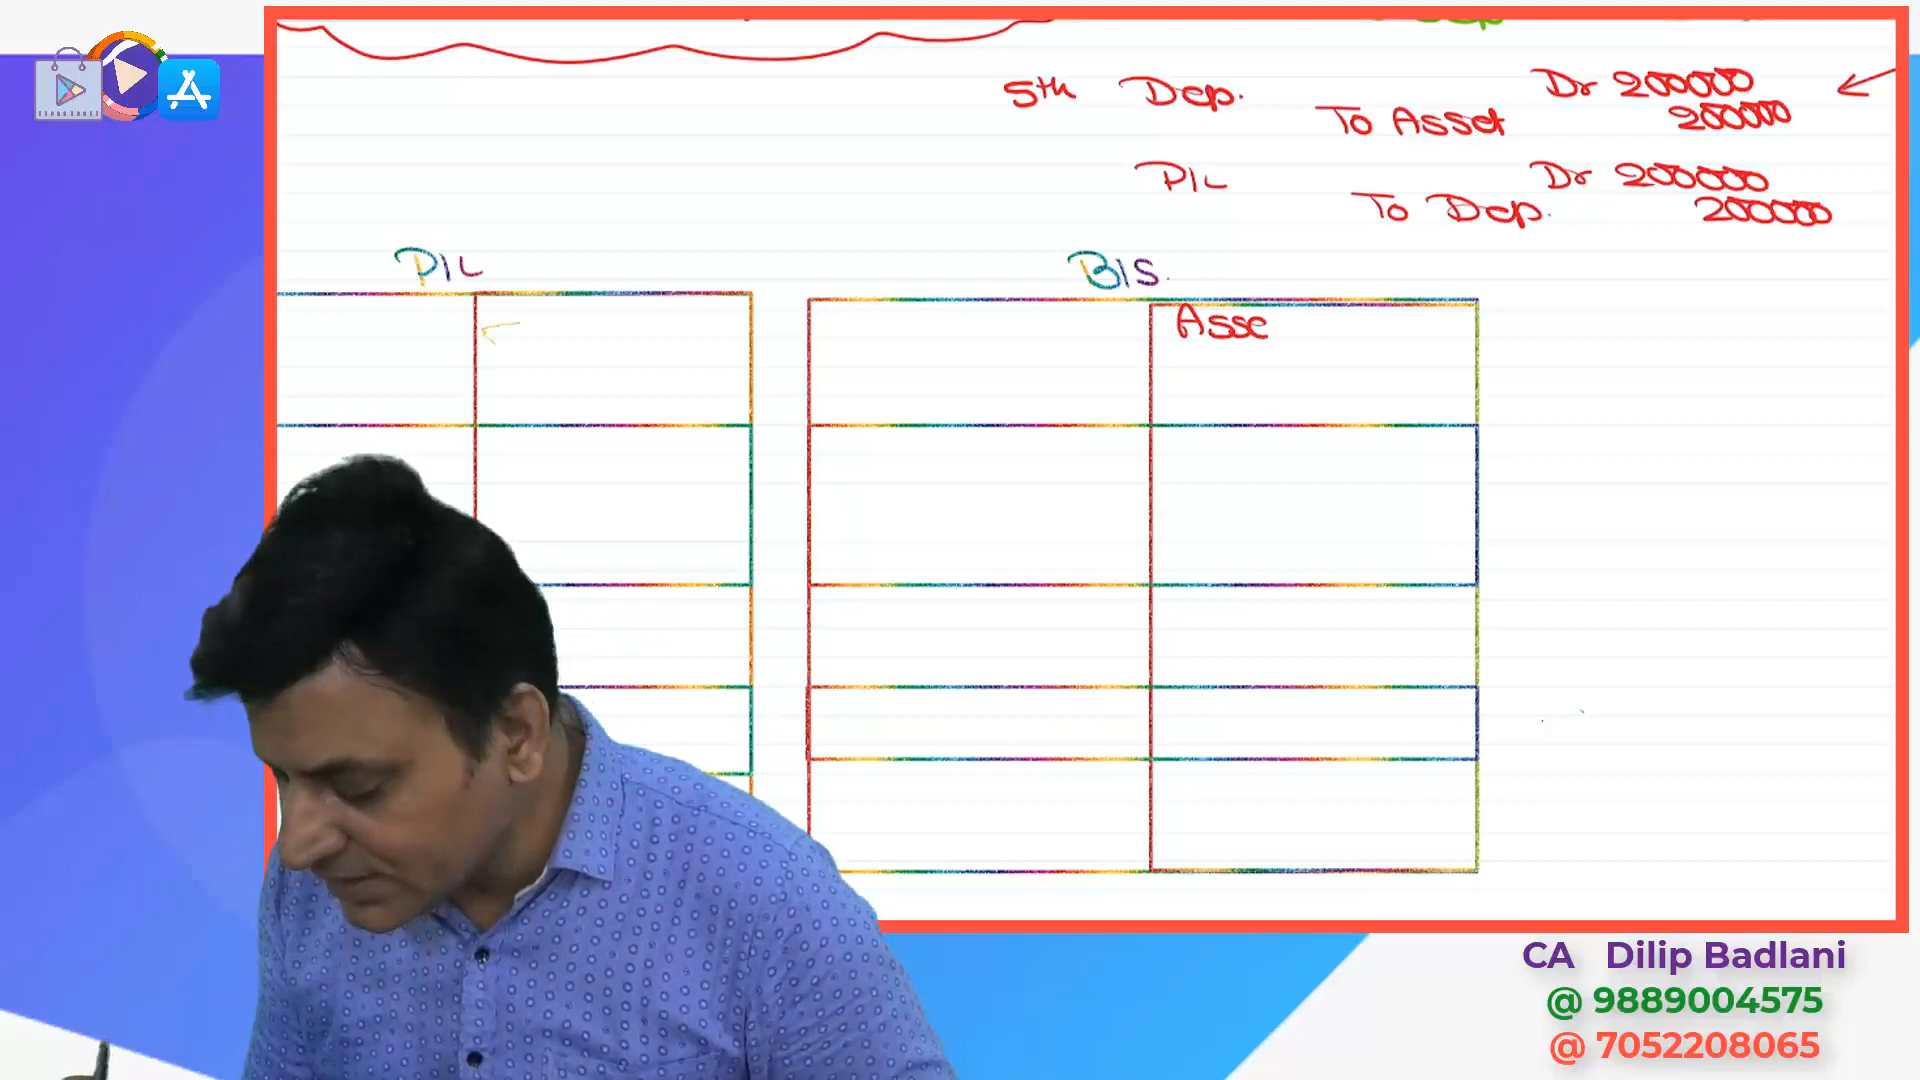 5th Dep. Dr 200000
To Asset 200000
P/L Dr 200000
To Dep. 200000
P/L
B/S.
Asse
CA Dilip Badlani
@ 9889004575
@ 7052208065